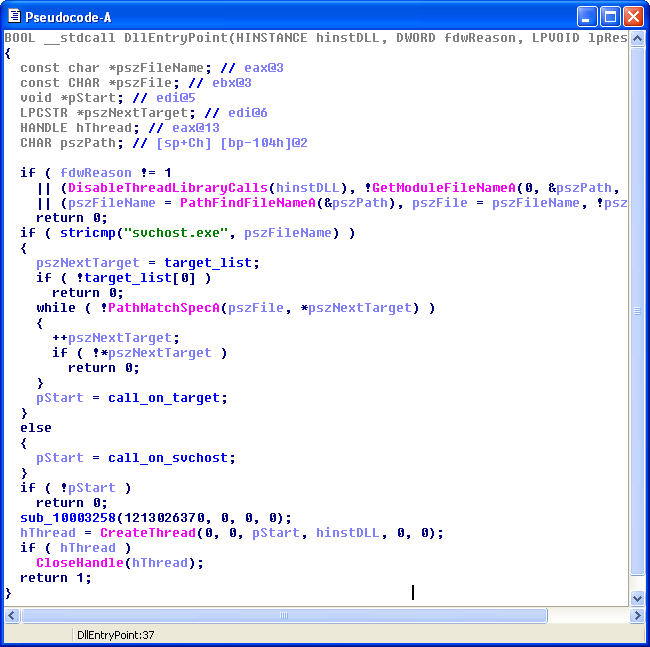 Pseudocode-A
BOOL __stdcall DllEntryPoint(HINSTANCE hinstDLL, DWORD fdwReason, LPVOID lpRes
{
  const char *pszFileName; // eax@3
  const CHAR *pszFile; // ebx@3
  void *pStart; // edi@5
  LPCSTR *pszNextTarget; // edi@6
  HANDLE hThread; // eax@13
  CHAR pszPath; // [sp+Ch] [bp-104h]@2

  if ( fdwReason != 1
    || (DisableThreadLibraryCalls(hinstDLL), !GetModuleFileNameA(0, &pszPath,
    || (pszFileName = PathFindFileNameA(&pszPath), pszFile = pszFileName, !psz
    return 0;
  if ( stricmp("svchost.exe", pszFileName) )
  {
    pszNextTarget = target_list;
    if ( !target_list[0] )
      return 0;
    while ( !PathMatchSpecA(pszFile, *pszNextTarget) )
    {
      ++pszNextTarget;
      if ( !*pszNextTarget )
        return 0;
    }
    pStart = call_on_target;
  }
  else
  {
    pStart = call_on_svchost;
  }
  if ( !pStart )
    return 0;
  sub_10003258(1213026370, 0, 0, 0);
  hThread = CreateThread(0, 0, pStart, hinstDLL, 0, 0);
  if ( hThread )
    CloseHandle(hThread);
  return 1;
}
DllEntryPoint:37